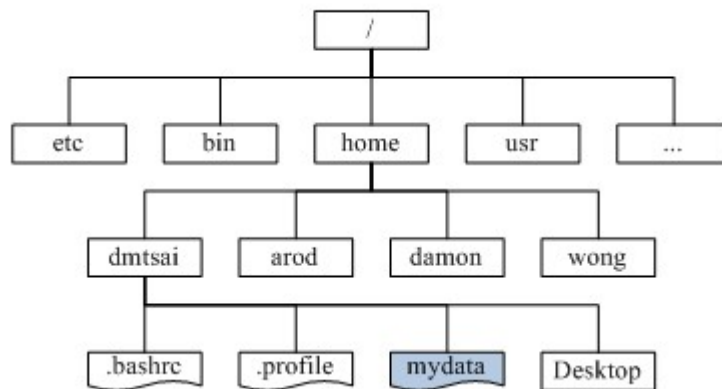 /
etc bin home usr ...
dmtsai arod damon wong
.bashrc .profile mydata Desktop